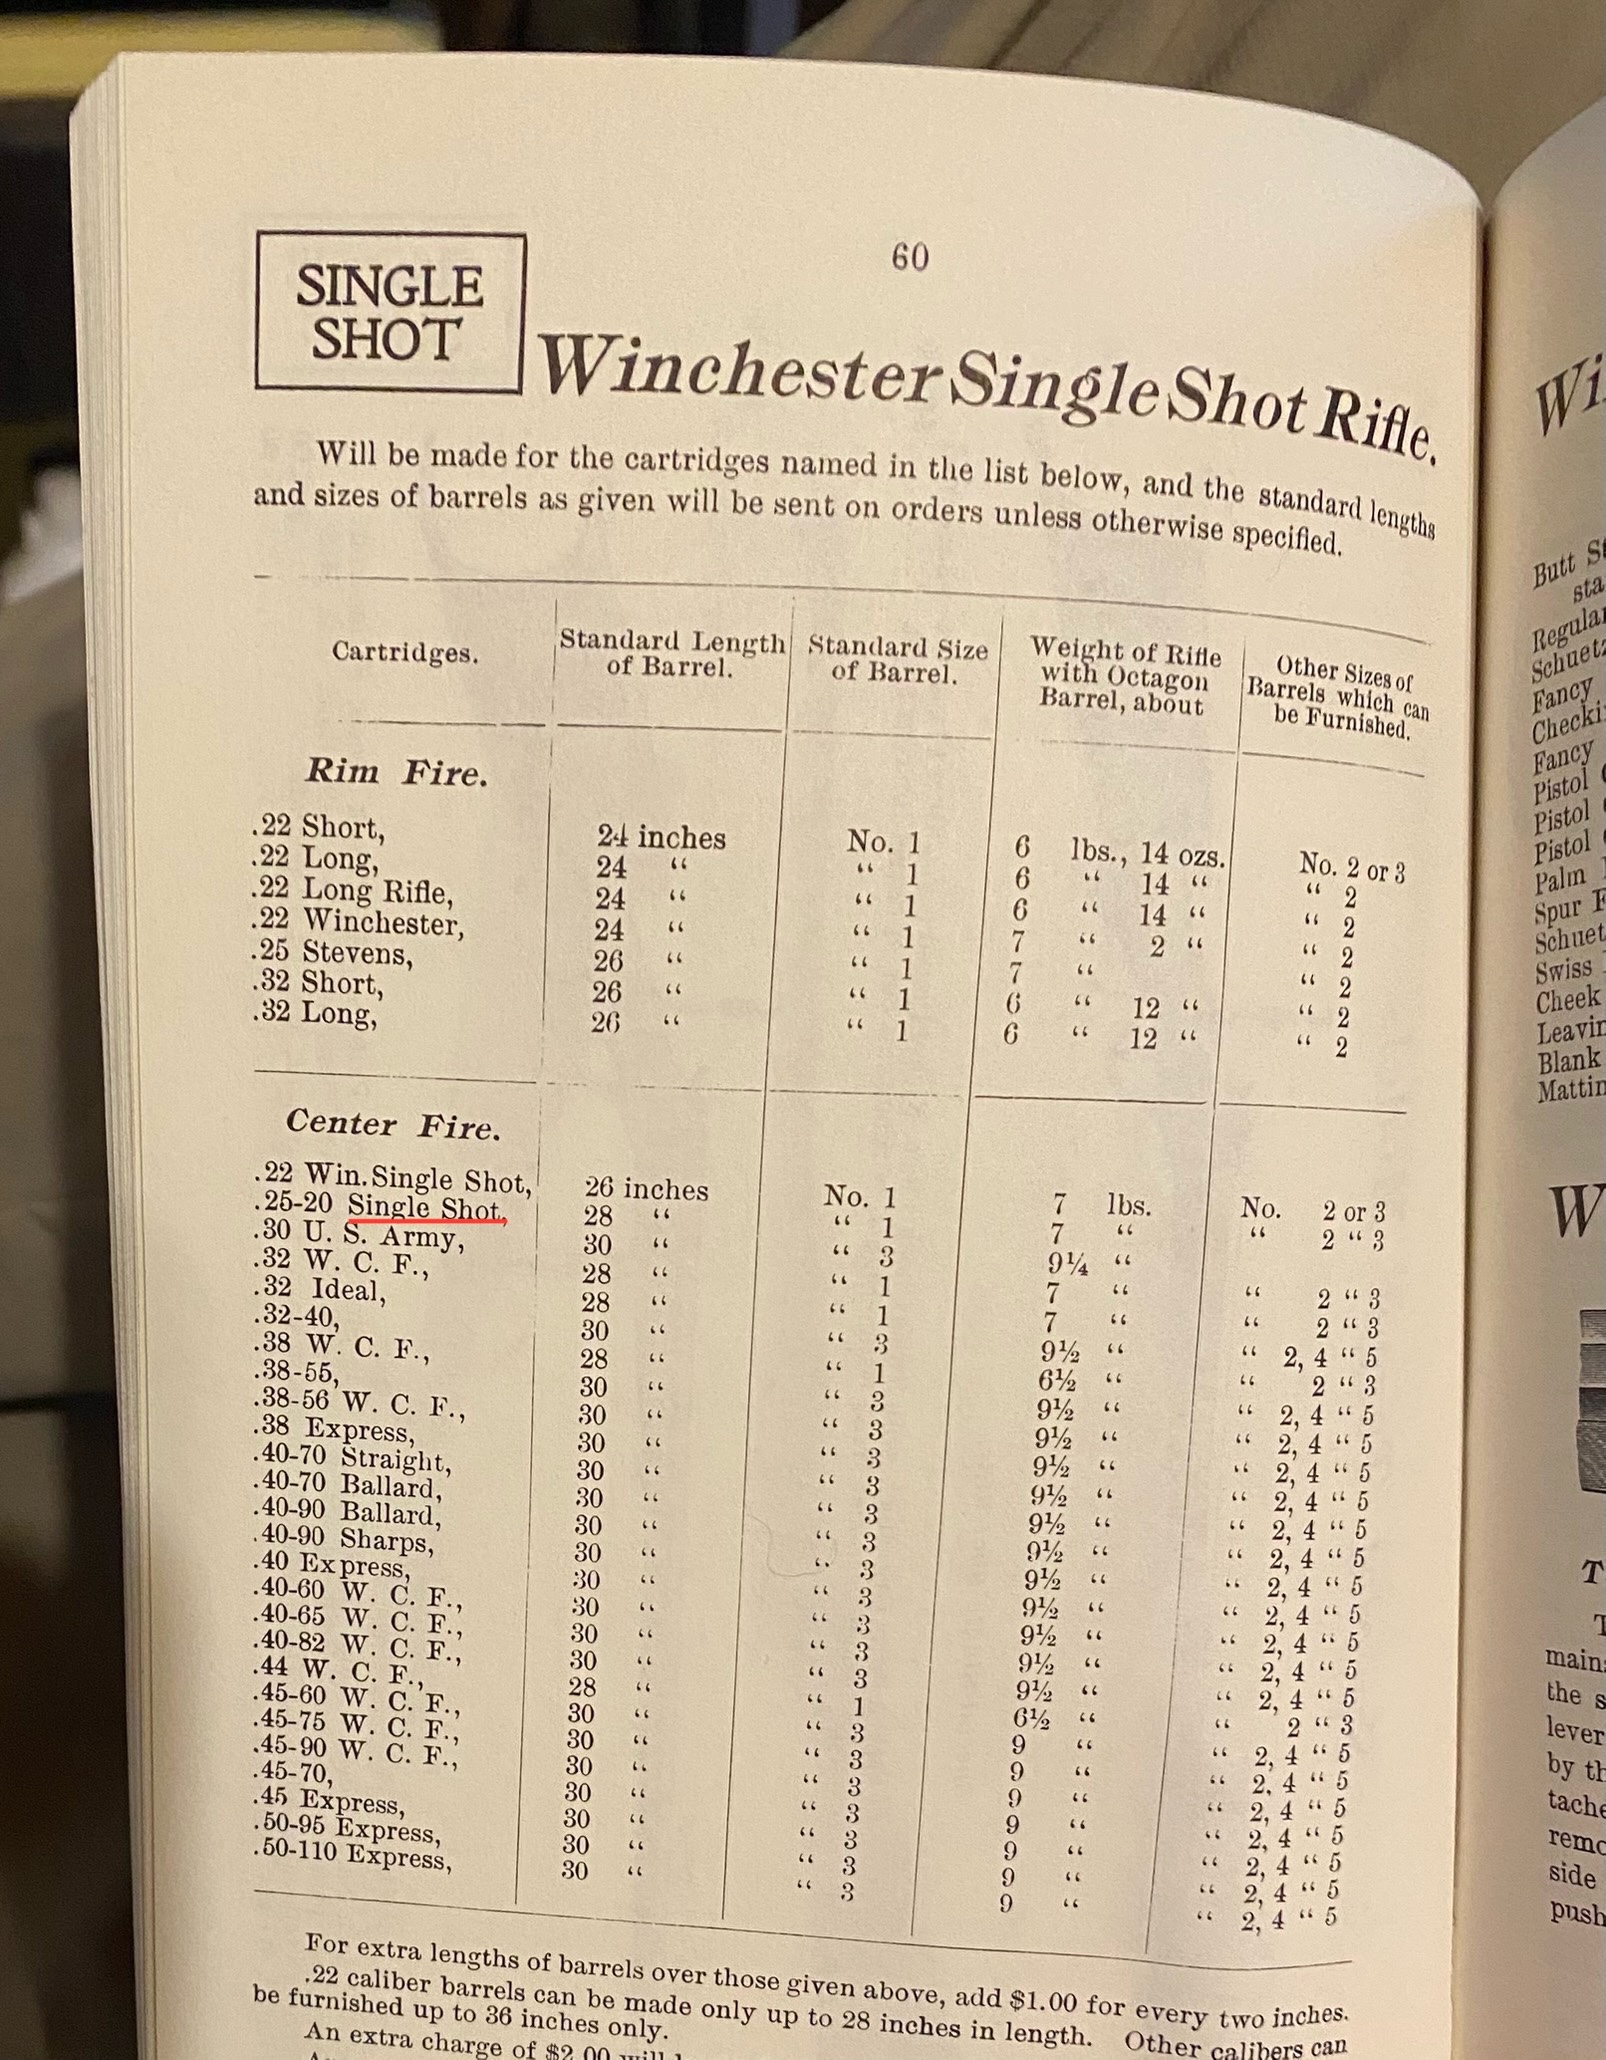 60
SINGLE
SHOT
Winchester Single Shot Rifle.
Will be made for the cartridges named in the list below, and the standard lengths
and sizes of barrels as given will be sent on orders unless otherwise specified.
Cartridges. Standard Length of Barrel. Standard Size of Barrel. Weight of Rifle with Octagon Barrel, about Other Sizes of Barrels which can be Furnished.
Rim Fire.
.22 Short, 24 inches No. 1 6 lbs., 14 ozs. No. 2 or 3
.22 Long, 24 “ “ 1 6 “ 14 “ “ 2
.22 Long Rifle, 24 “ “ 1 6 “ 14 “ “ 2
.22 Winchester, 24 “ “ 1 7 “ 2 “ “ 2
.25 Stevens, 26 “ “ 1 7 “ “ 2
.32 Short, 26 “ “ 1 6 “ 12 “ “ 2
.32 Long, 26 “ “ 1 6 “ 12 “ “ 2
Center Fire.
.22 Win. Single Shot, 26 inches No. 1 7 lbs. No. 2 or 3
.25-20 Single Shot, 28 “ “ 1 7 “ “ 2 “ 3
.30 U. S. Army, 30 “ “ 3 9¼ “
.32 W. C. F., 28 “ “ 1 7 “ “ 2 “ 3
.32 Ideal, 28 “ “ 1 7 “ “ 2 “ 3
.32-40, 30 “ “ 3 9½ “ “ 2, 4 “ 5
.38 W. C. F., 28 “ “ 1 6½ “ “ 2 “ 3
.38-55, 30 “ “ 3 9½ “ “ 2, 4 “ 5
.38-56 W. C. F., 30 “ “ 3 9½ “ “ 2, 4 “ 5
.38 Express, 30 “ “ 3 9½ “ “ 2, 4 “ 5
.40-70 Straight, 30 “ “ 3 9½ “ “ 2, 4 “ 5
.40-70 Ballard, 30 “ “ 3 9½ “ “ 2, 4 “ 5
.40-90 Ballard, 30 “ “ 3 9½ “ “ 2, 4 “ 5
.40-90 Sharps, 30 “ “ 3 9½ “ “ 2, 4 “ 5
.40 Express, 30 “ “ 3 9½ “ “ 2, 4 “ 5
.40-60 W. C. F., 30 “ “ 3 9½ “ “ 2, 4 “ 5
.40-65 W. C. F., 30 “ “ 3 9½ “ “ 2, 4 “ 5
.40-82 W. C. F., 30 “ “ 3 9½ “ “ 2, 4 “ 5
.44 W. C. F., 28 “ “ 1 6½ “ “ 2 “ 3
.45-60 W. C. F., 30 “ “ 3 9 “ “ 2, 4 “ 5
.45-75 W. C. F., 30 “ “ 3 9 “ “ 2, 4 “ 5
.45-90 W. C. F., 30 “ “ 3 9 “ “ 2, 4 “ 5
.45-70, 30 “ “ 3 9 “ “ 2, 4 “ 5
.45 Express, 30 “ “ 3 9 “ “ 2, 4 “ 5
.50-95 Express, 30 “ “ 3 9 “ “ 2, 4 “ 5
.50-110 Express, 30 “ “ 3 9 “ “ 2, 4 “ 5
For extra lengths of barrels over those given above, add $1.00 for every two inches.
.22 caliber barrels can be made only up to 28 inches in length. Other calibers can
be furnished up to 36 inches only.
An extra charge of $2.00 will
Wi
Butt
sta
Regular
Schuetz
Fancy
Checki
Fancy
Pistol
Pistol
Pistol
Palm
Spur
Schuet
Swiss
Cheek
Leavin
Blank
Mattin
W
T
T
main
the s
lever
by th
tache
remo
side
push